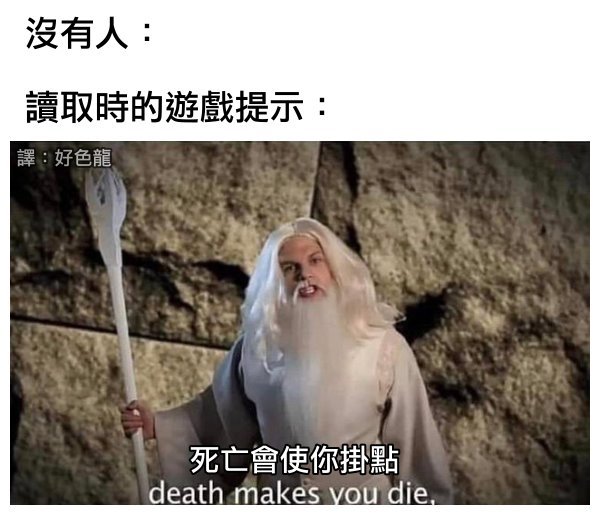 沒有人：
讀取時的遊戲提示：
譯：好色龍
死亡會使你掛點
death makes you die,